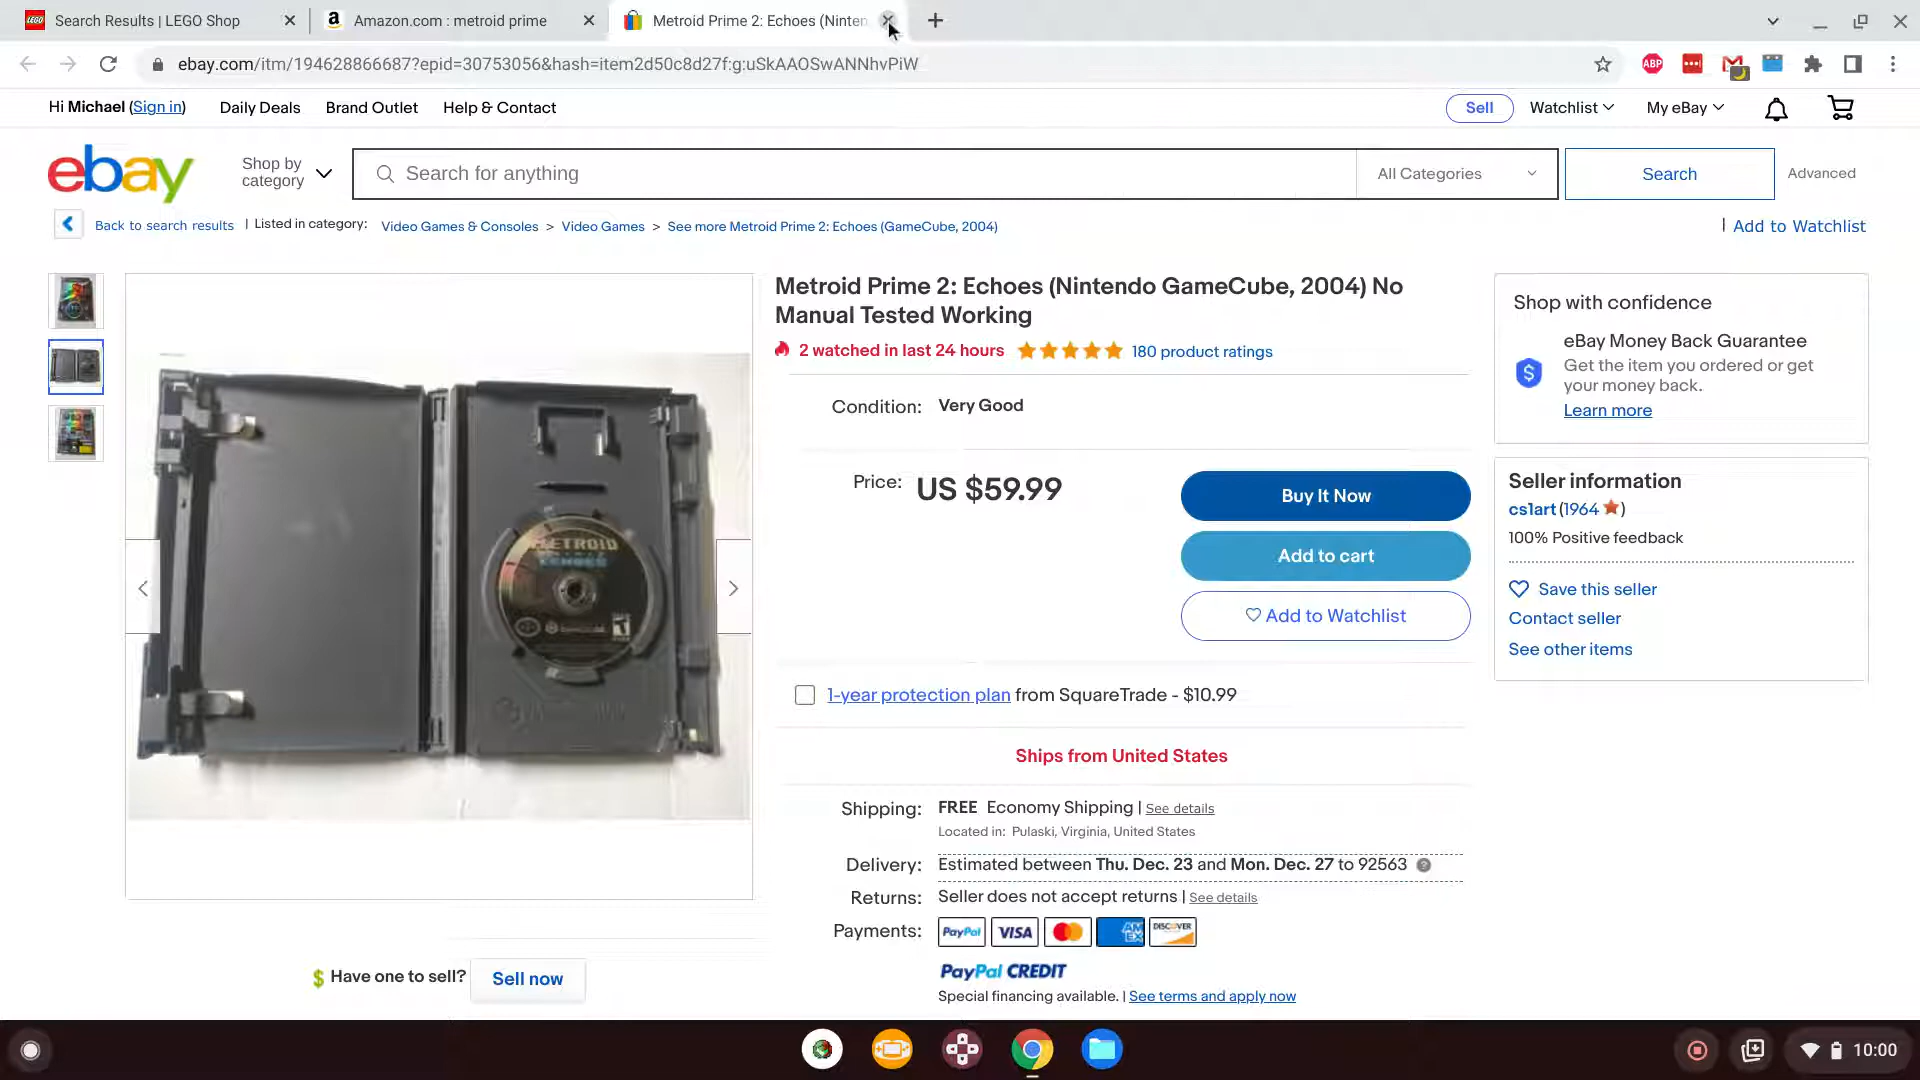 Search Results | LEGO Shop
Amazon.com : metroid prime
Metroid Prime 2: Echoes (Ninten
ebay.com/itm/194628866687?epid=30753056&hash=item2d50c8d27f:g:uSkAAOSwANNhvPiW
ABP
Hi Michael (Sign in)
Daily Deals
Brand Outlet
Help & Contact
Sell
Watchlist
My eBay
ebay
Shop by category
Search for anything
All Categories
Search
Advanced
Back to search results | Listed in category: Video Games & Consoles > Video Games > See more Metroid Prime 2: Echoes (GameCube, 2004)
| Add to Watchlist
METROID
ECHOES
Metroid Prime 2: Echoes (Nintendo GameCube, 2004) No
Manual Tested Working
2 watched in last 24 hours
180 product ratings
Condition: Very Good
Price: US $59.99
Buy It Now
Add to cart
Add to Watchlist
1-year protection plan from SquareTrade - $10.99
Ships from United States
Shipping: FREE Economy Shipping | See details
Located in: Pulaski, Virginia, United States
Delivery: Estimated between Thu. Dec. 23 and Mon. Dec. 27 to 92563
Returns: Seller does not accept returns | See details
Payments: PayPal VISA AMEX DISCOVER
PayPal CREDIT
Special financing available. | See terms and apply now
Shop with confidence
eBay Money Back Guarantee
Get the item you ordered or get
your money back.
Learn more
Seller information
cs1art (1964)
100% Positive feedback
Save this seller
Contact seller
See other items
$ Have one to sell?
Sell now
10:00